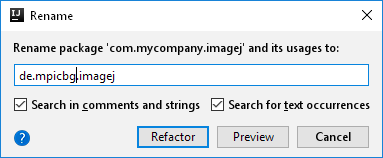 Rename
Rename package 'com.mycompany.imagej' and its usages to:
de.mpicbg.imagej
Search in comments and strings Search for text occurrences
? Refactor Preview Cancel